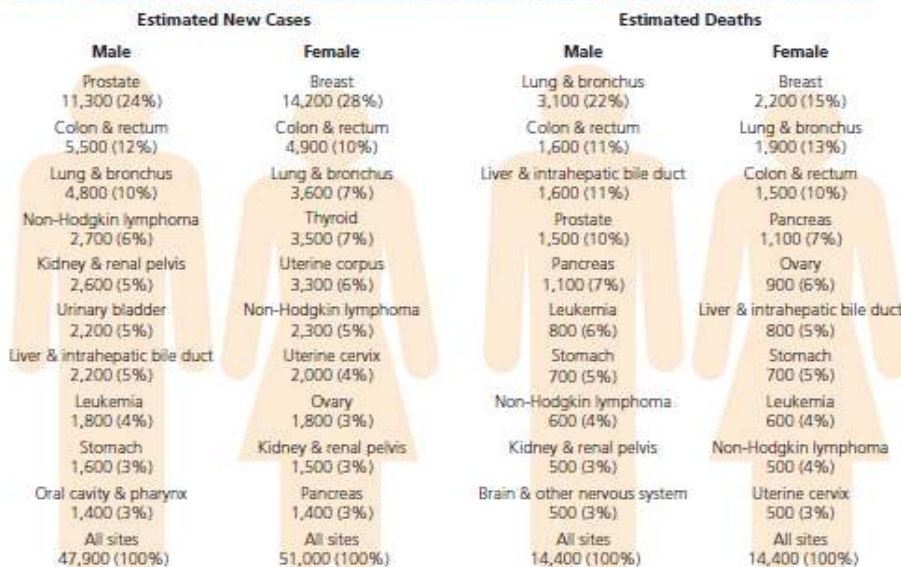 Estimated New Cases
Male
Prostate
11,300 (24%)
Colon & rectum
5,500 (12%)
Lung & bronchus
4,800 (10%)
Non-Hodgkin lymphoma
2,700 (6%)
Kidney & renal pelvis
2,600 (5%)
Urinary bladder
2,200 (5%)
Liver & intrahepatic bile duct
2,200 (5%)
Leukemia
1,800 (4%)
Stomach
1,600 (3%)
Oral cavity & pharynx
1,400 (3%)
All sites
47,900 (100%)
Female
Breast
14,200 (28%)
Colon & rectum
4,900 (10%)
Lung & bronchus
3,600 (7%)
Thyroid
3,500 (7%)
Uterine corpus
3,300 (6%)
Non-Hodgkin lymphoma
2,300 (5%)
Uterine cervix
2,000 (4%)
Ovary
1,800 (3%)
Kidney & renal pelvis
1,500 (3%)
Pancreas
1,400 (3%)
All sites
51,000 (100%)
Estimated Deaths
Male
Lung & bronchus
3,100 (22%)
Colon & rectum
1,600 (11%)
Liver & intrahepatic bile duct
1,600 (11%)
Prostate
1,500 (10%)
Pancreas
1,100 (7%)
Leukemia
800 (6%)
Stomach
700 (5%)
Non-Hodgkin lymphoma
600 (4%)
Kidney & renal pelvis
500 (3%)
Brain & other nervous system
500 (3%)
All sites
14,400 (100%)
Female
Breast
2,200 (15%)
Lung & bronchus
1,900 (13%)
Colon & rectum
1,500 (10%)
Pancreas
1,100 (7%)
Ovary
900 (6%)
Liver & intrahepatic bile duct
800 (5%)
Stomach
700 (5%)
Leukemia
600 (4%)
Non-Hodgkin lymphoma
500 (4%)
Uterine cervix
500 (3%)
All sites
14,400 (100%)